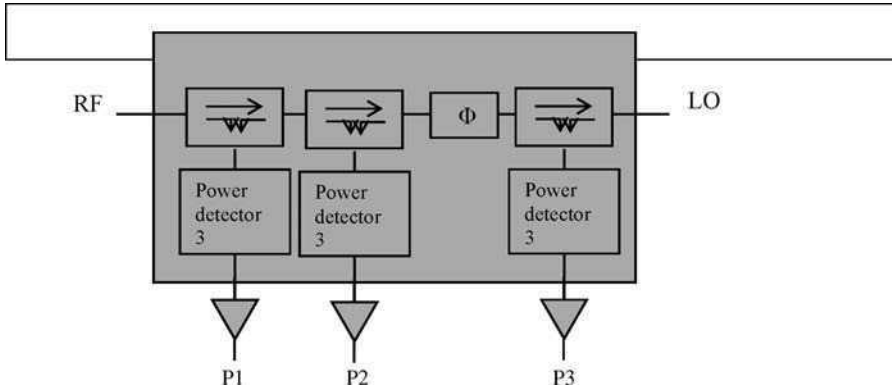 RF
LO
Φ
Power
detector
3
Power
detector
3
Power
detector
3
P1
P2
P3